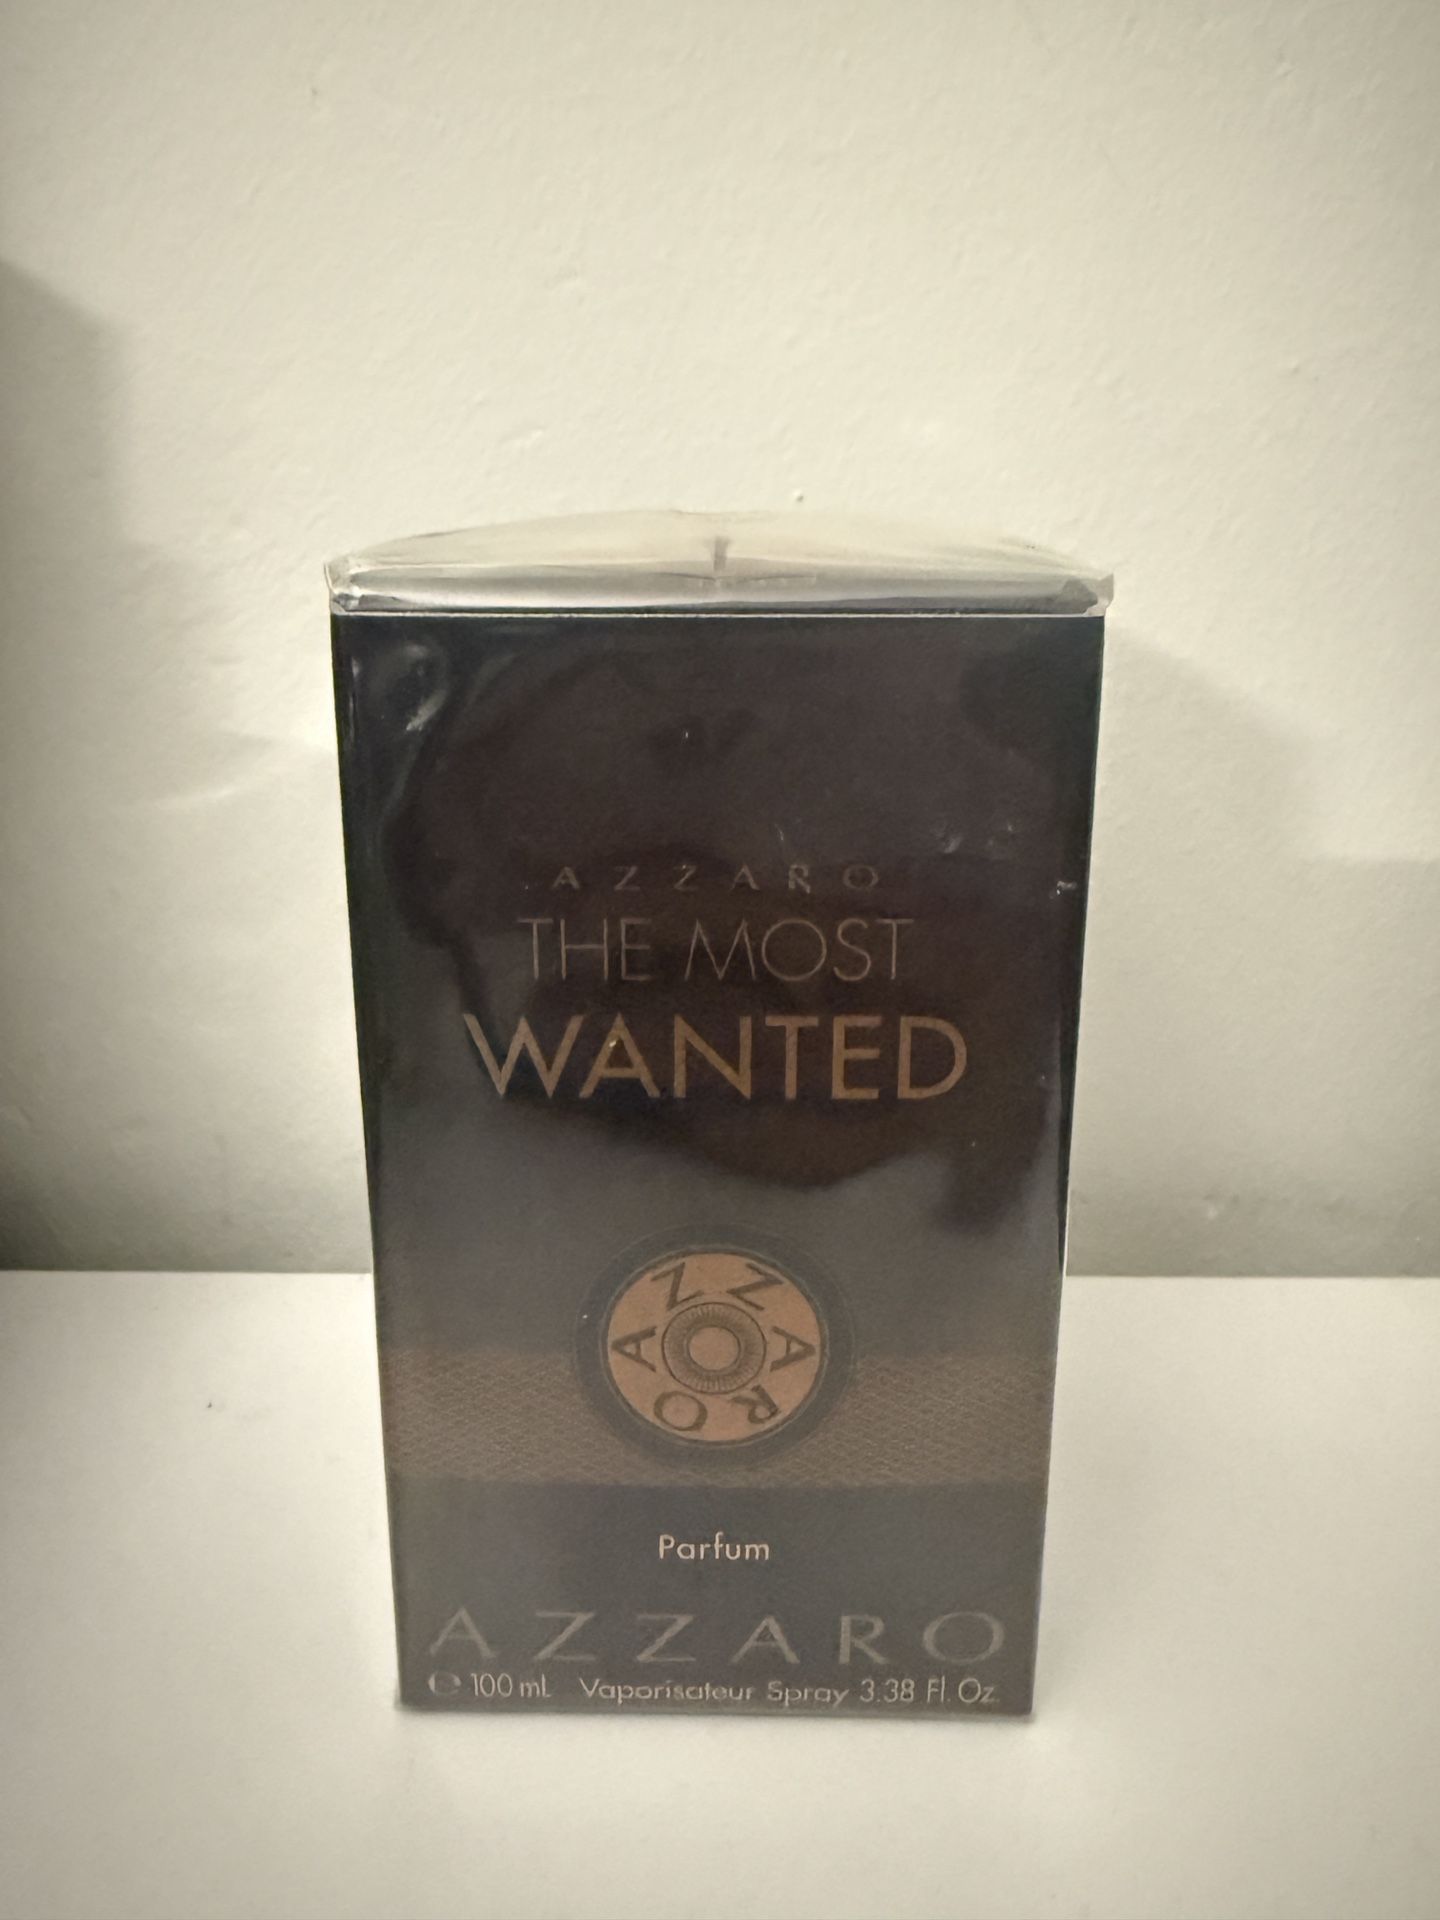 AZZARO
THE MOST
WANTED
AZZARO
Parfum
AZZARO
℮ 100 mL Vaporisateur Spray 3.38 Fl. Oz.